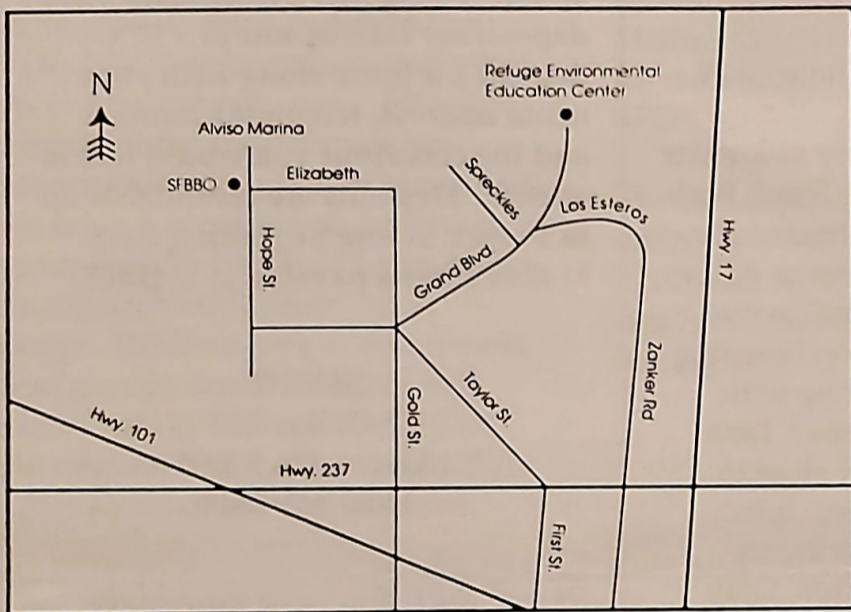 N
Refuge Environmental
Education Center
Alviso Marina
SFBBO
Elizabeth
Spreckles
Los Esteros
Hope St.
Grand Blvd.
Hwy. 17
Zanker Rd
Taylor St.
Gold St.
Hwy. 101
Hwy. 237
First St.